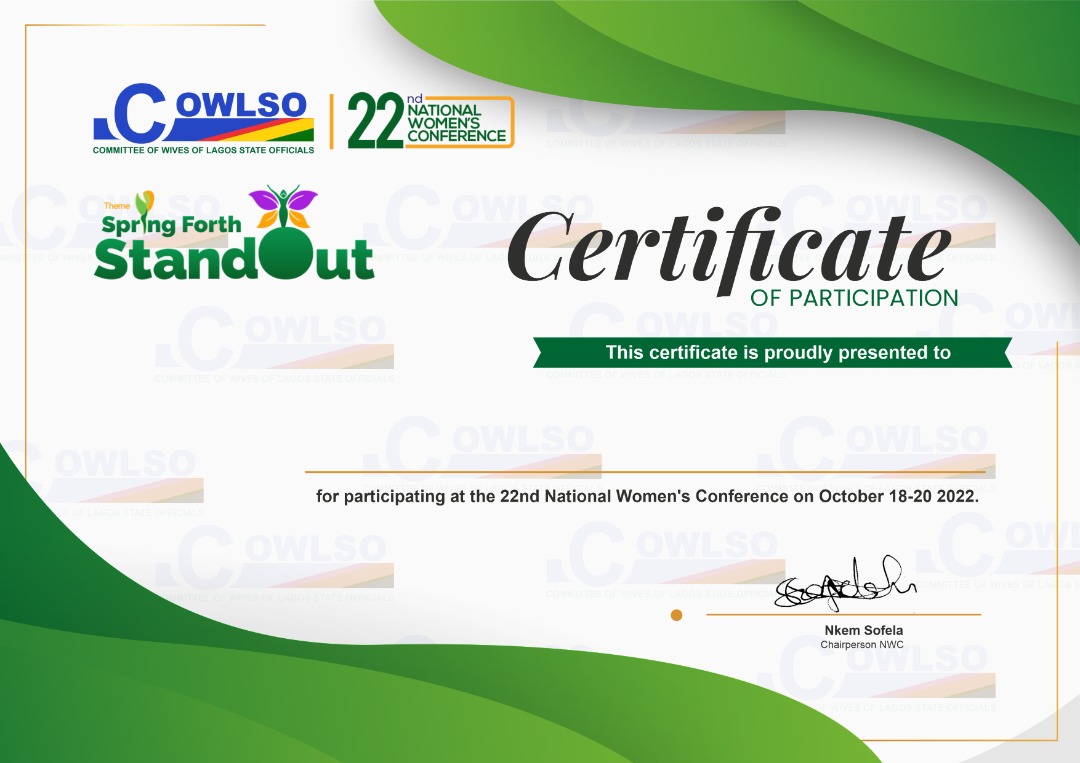 COWLSO
COMMITTEE OF WIVES OF LAGOS STATE OFFICIALS
22nd NATIONAL
WOMEN'S
CONFERENCE
Theme
Spring Forth
StandOut
Certificate
OF PARTICIPATION
This certificate is proudly presented to
for participating at the 22nd National Women's Conference on October 18-20 2022.
Nkem Sofela
Chairperson NWC